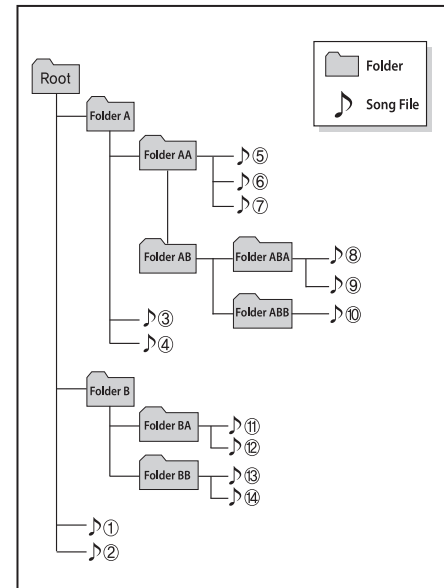 Folder
Song File
Root
Folder A
Folder AA
⑤
⑥
⑦
Folder AB
Folder ABA
⑧
⑨
Folder ABB
⑩
③
④
Folder B
Folder BA
⑪
⑫
Folder BB
⑬
⑭
①
②